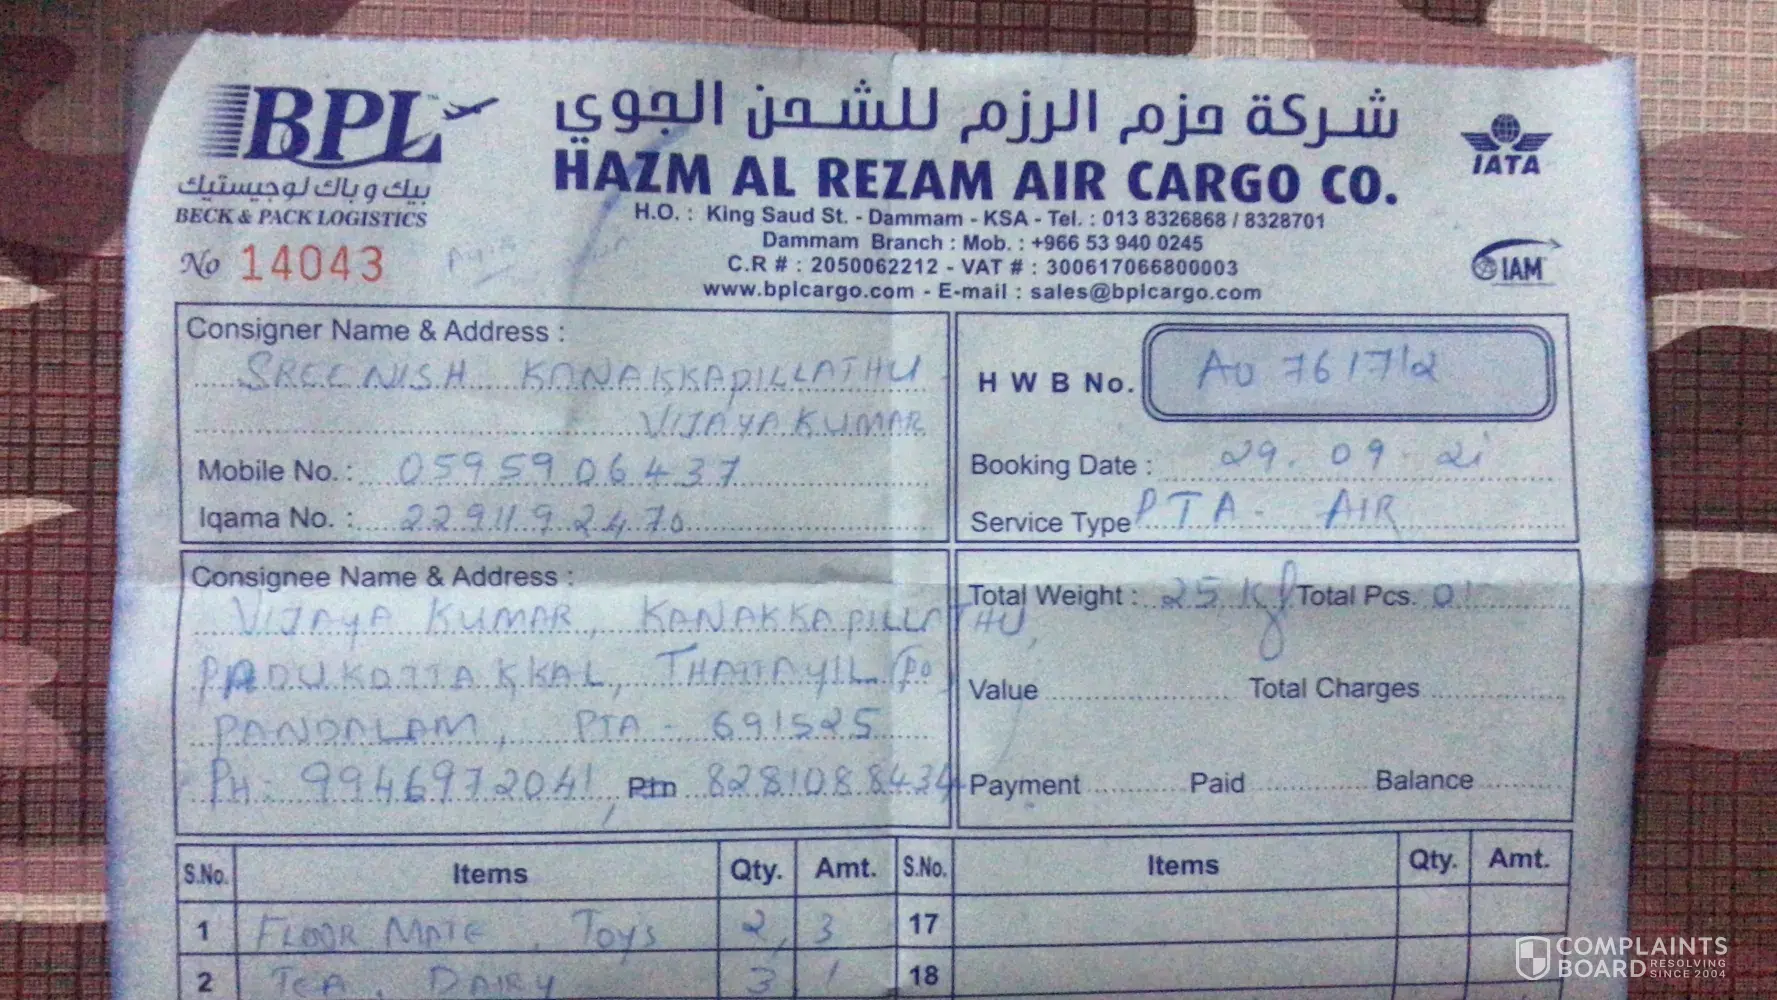 BPL
بيك وباك لوجيستيك
BECK & PACK LOGISTICS
No 14043
شركة حزم الرزم للشحن الجوي
HAZM AL REZAM AIR CARGO CO.
H.O. : King Saud St. - Dammam - KSA - Tel. : 013 8326868 / 8328701
Dammam Branch : Mob. : +966 53 940 0245
C.R # : 2050062212 - VAT # : 300617066800003
www.bplcargo.com - E-mail : sales@bplcargo.com
IATA
IAM
Consigner Name & Address :
SREENISH KANAKKAPILLATHU
VIJAYA KUMAR
Mobile No. : 0595906437
Iqama No. : 2291192470
H W B No. AU 761712
Booking Date : 29.09.21
Service Type PTA - AIR
Consignee Name & Address :
VIJAYA KUMAR, KANAKKAPILLATHU,
PADUKOTTAKKAL, THATTAYIL (PO)
PANDALAM, PTA - 691525
PH: 9946972041, 8281088434
Total Weight : 25 Kg Total Pcs. 01
Value Total Charges
Payment Paid Balance
S.No. Items Qty. Amt. S.No. Items Qty. Amt.
1 FLOOR MATE, TOYS 2, 3 17
2 TEA, DAIRY 3 1 18
COMPLAINTS
BOARD RESOLVING SINCE 2004